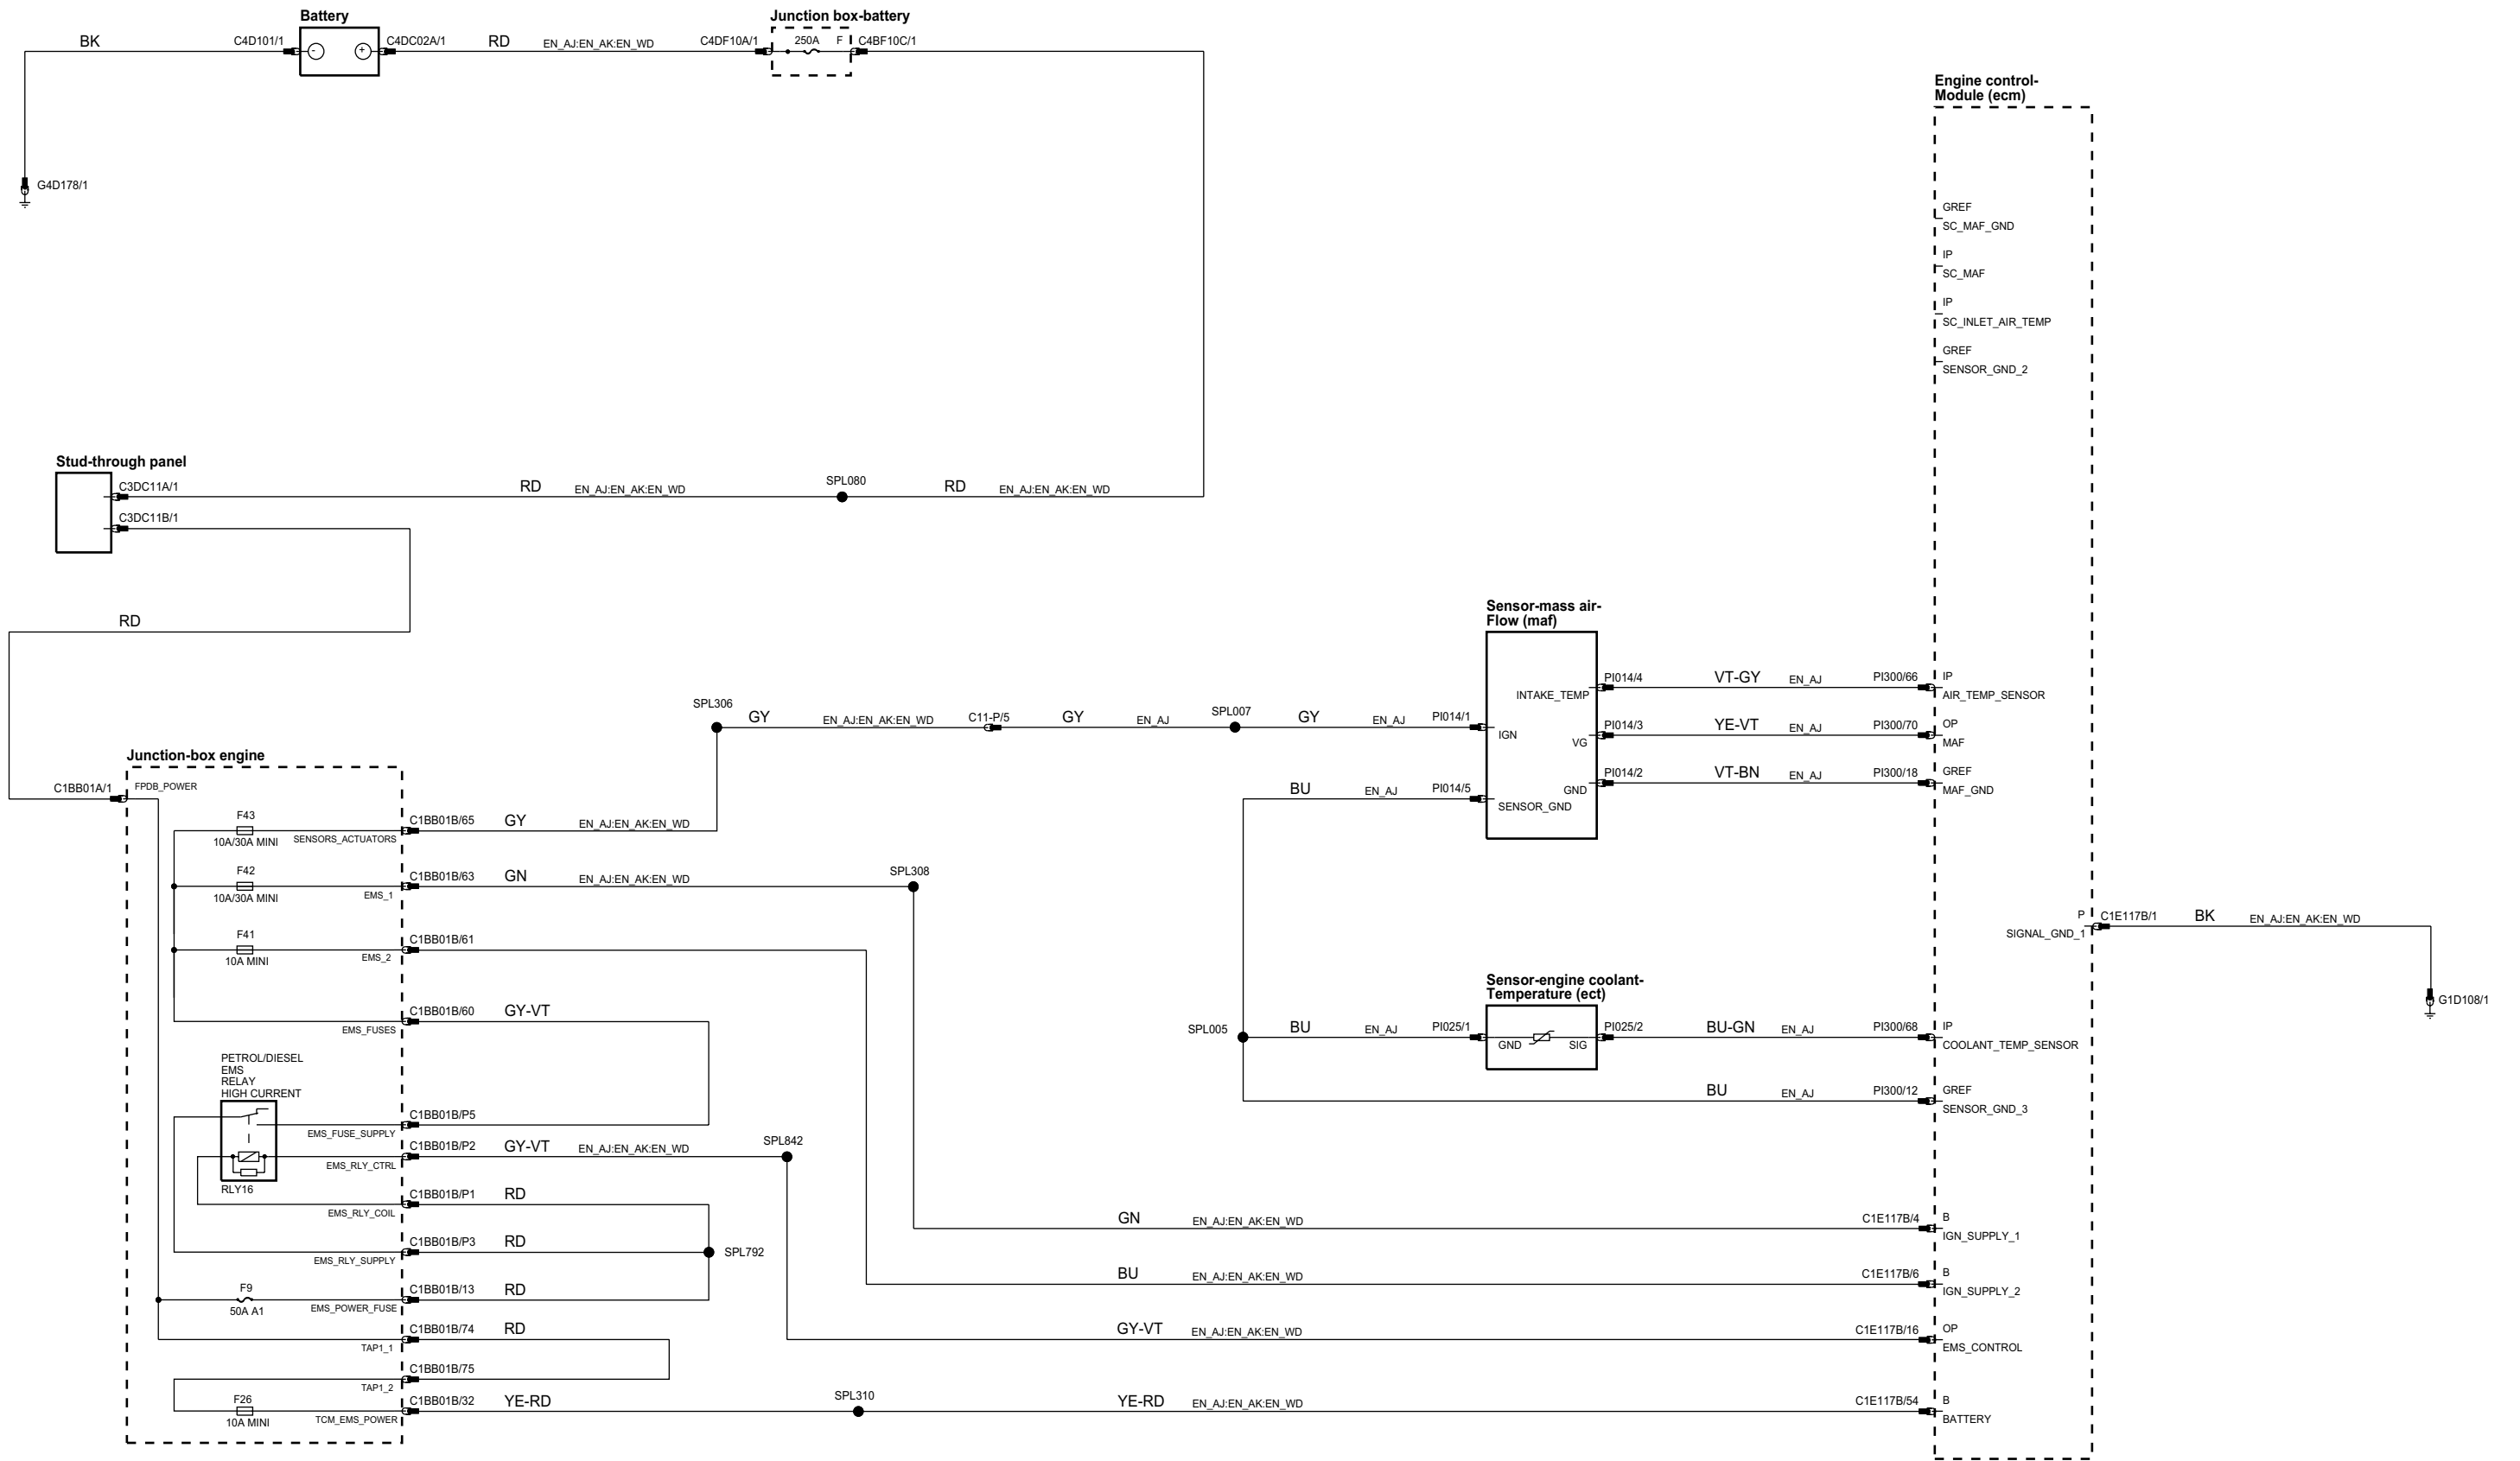 Battery
Junction box-battery
BK
C4D101/1
-
+
C4DC02A/1
RD
EN_AJ:EN_AK:EN_WD
C4DF10A/1
250A
F
C4BF10C/1
G4D178/1
Engine control-
Module (ecm)
GREF
SC_MAF_GND
IP
SC_MAF
IP
SC_INLET_AIR_TEMP
GREF
SENSOR_GND_2
Stud-through panel
C3DC11A/1
RD
EN_AJ:EN_AK:EN_WD
SPL080
RD
EN_AJ:EN_AK:EN_WD
C3DC11B/1
RD
Sensor-mass air-
Flow (maf)
INTAKE_TEMP
PI014/4
VT-GY
EN_AJ
PI300/66
IP
AIR_TEMP_SENSOR
SPL306
GY
EN_AJ:EN_AK:EN_WD
C11-P/5
GY
EN_AJ
SPL007
GY
EN_AJ
PI014/1
IGN
VG
PI014/3
YE-VT
EN_AJ
PI300/70
OP
MAF
BU
EN_AJ
PI014/5
SENSOR_GND
GND
PI014/2
VT-BN
EN_AJ
PI300/18
GREF
MAF_GND
Junction-box engine
C1BB01A/1
FPDB_POWER
F43
10A/30A MINI
SENSORS_ACTUATORS
C1BB01B/65
GY
EN_AJ:EN_AK:EN_WD
F42
10A/30A MINI
EMS_1
C1BB01B/63
GN
EN_AJ:EN_AK:EN_WD
SPL308
F41
10A MINI
EMS_2
C1BB01B/61
P
SIGNAL_GND_1
C1E117B/1
BK
EN_AJ:EN_AK:EN_WD
G1D108/1
EMS_FUSES
C1BB01B/60
GY-VT
Sensor-engine coolant-
Temperature (ect)
SPL005
BU
EN_AJ
PI025/1
GND
SIG
PI025/2
BU-GN
EN_AJ
PI300/68
IP
COOLANT_TEMP_SENSOR
BU
EN_AJ
PI300/12
GREF
SENSOR_GND_3
PETROL/DIESEL
EMS
RELAY
HIGH CURRENT
RLY16
EMS_FUSE_SUPPLY
C1BB01B/P5
EMS_RLY_CTRL
C1BB01B/P2
GY-VT
EN_AJ:EN_AK:EN_WD
SPL842
EMS_RLY_COIL
C1BB01B/P1
RD
EMS_RLY_SUPPLY
C1BB01B/P3
RD
SPL792
GN
EN_AJ:EN_AK:EN_WD
C1E117B/4
B
IGN_SUPPLY_1
F9
50A A1
EMS_POWER_FUSE
C1BB01B/13
RD
BU
EN_AJ:EN_AK:EN_WD
C1E117B/6
B
IGN_SUPPLY_2
TAP1_1
C1BB01B/74
RD
GY-VT
EN_AJ:EN_AK:EN_WD
C1E117B/16
OP
EMS_CONTROL
TAP1_2
C1BB01B/75
F26
10A MINI
TCM_EMS_POWER
C1BB01B/32
YE-RD
SPL310
YE-RD
EN_AJ:EN_AK:EN_WD
C1E117B/54
B
BATTERY